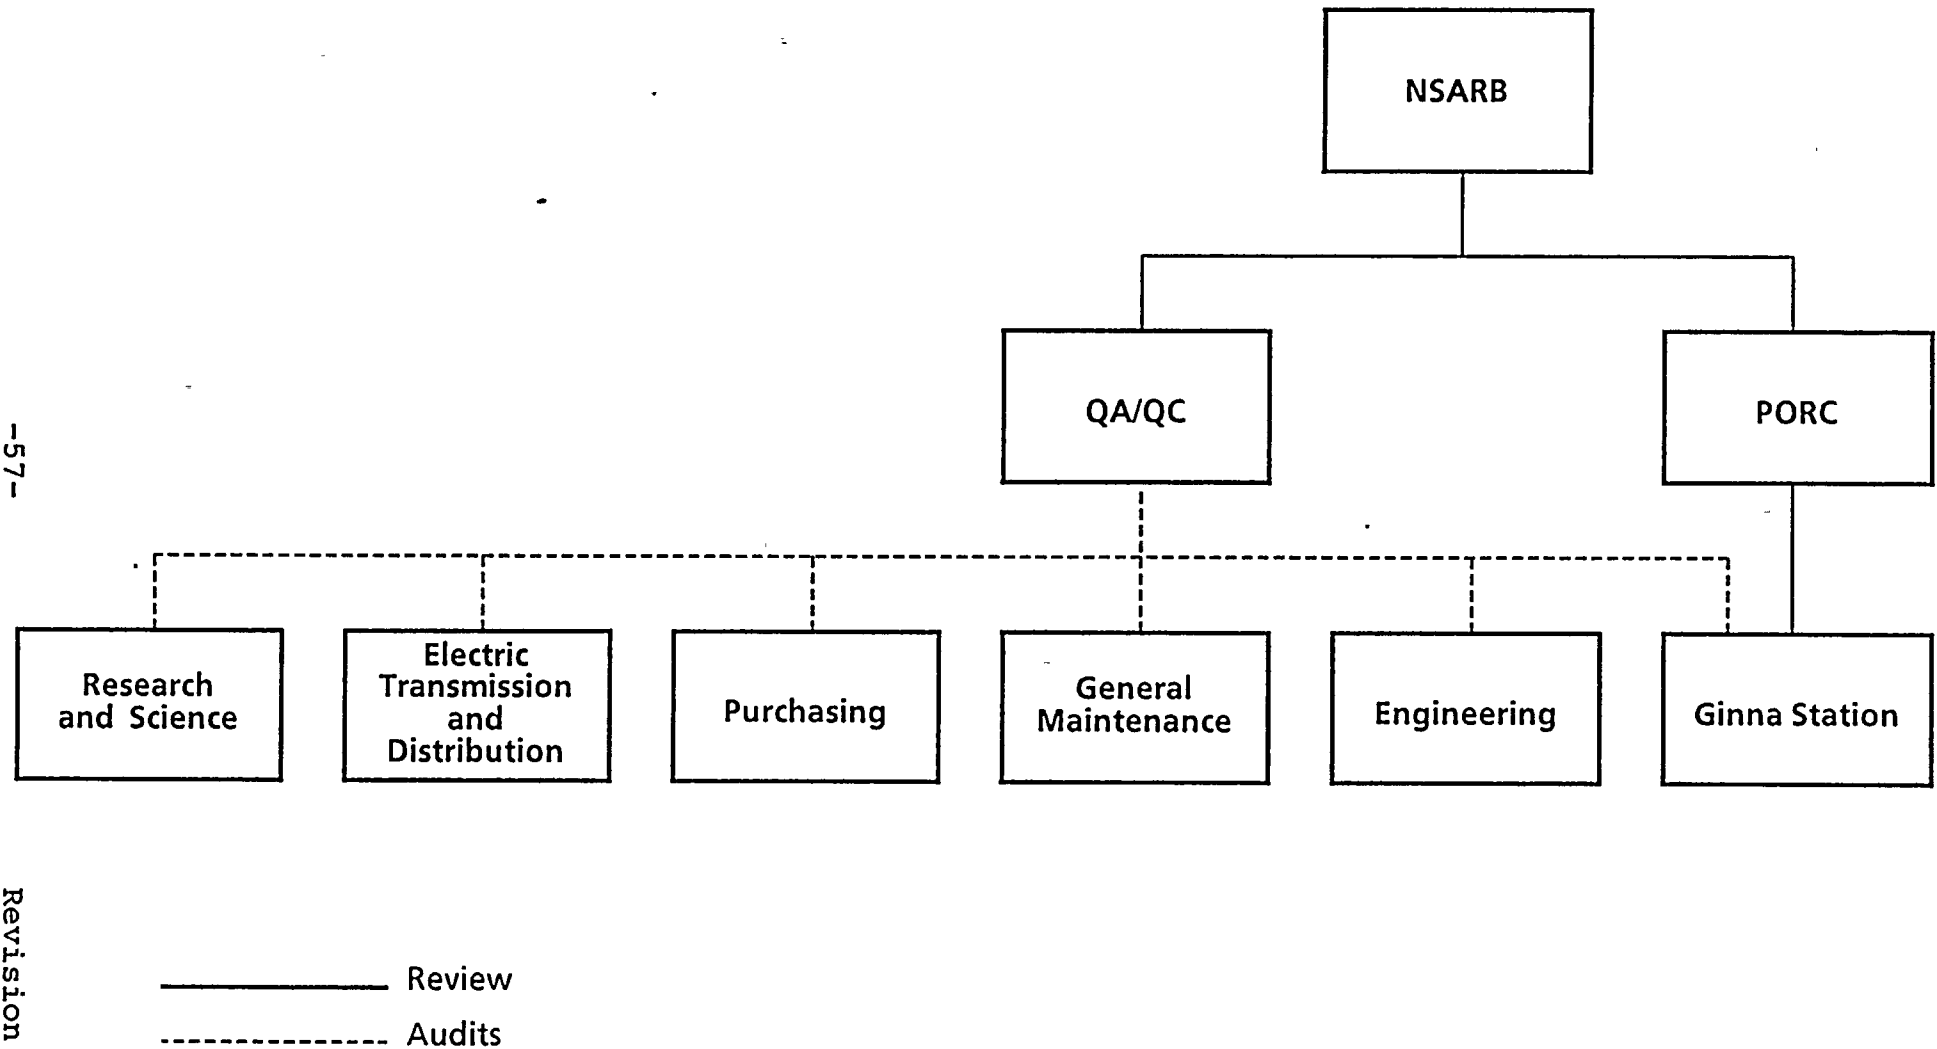 NSARB
QA/QC
PORC
Research
and Science
Electric
Transmission
and
Distribution
Purchasing
General
Maintenance
Engineering
Ginna Station
Review
Audits
-57-
Revision